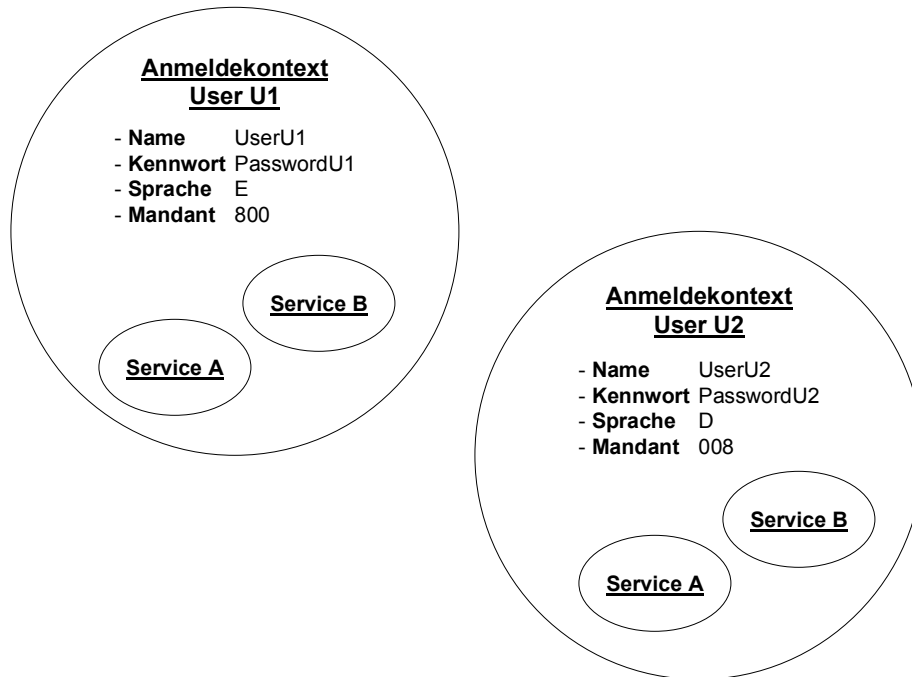 Anmeldekontext
User U1
- Name UserU1
- Kennwort PasswordU1
- Sprache E
- Mandant 800
Service B
Service A
Anmeldekontext
User U2
- Name UserU2
- Kennwort PasswordU2
- Sprache D
- Mandant 008
Service B
Service A